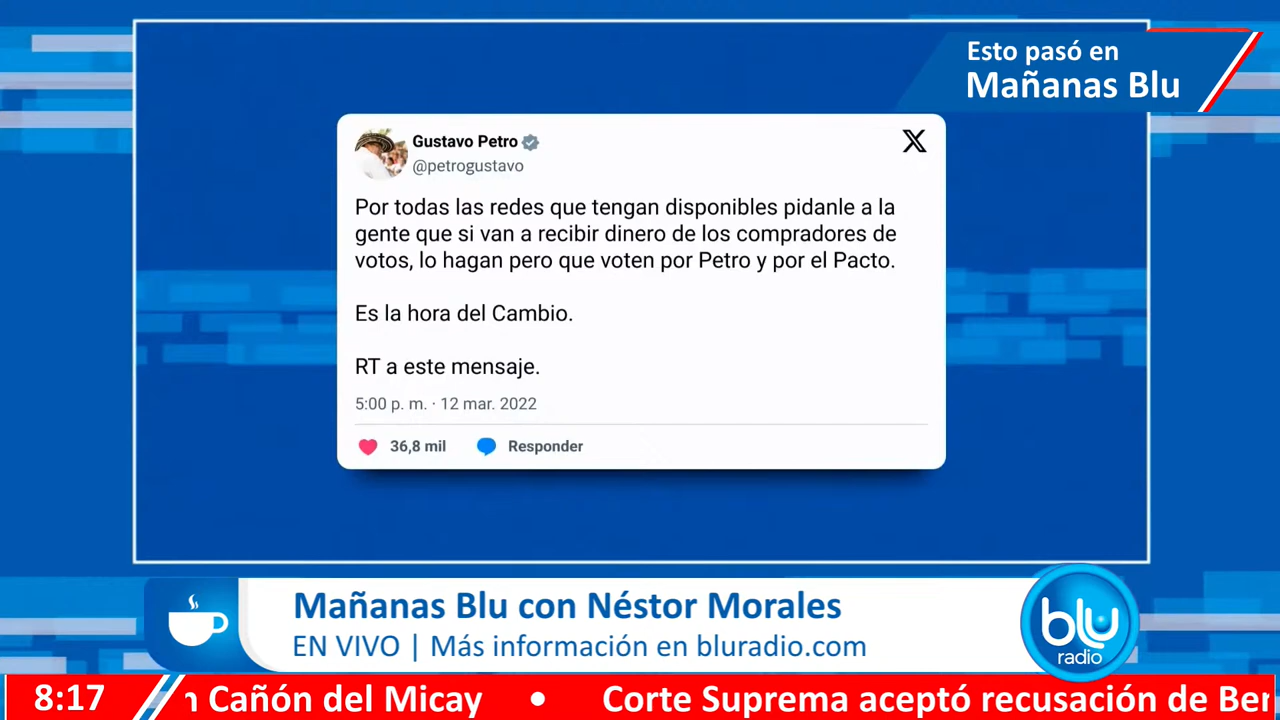 Esto pasó en
Mañanas Blu
Gustavo Petro
@petrogustavo
Por todas las redes que tengan disponibles pidanle a la
gente que si van a recibir dinero de los compradores de
votos, lo hagan pero que voten por Petro y por el Pacto.
Es la hora del Cambio.
RT a este mensaje.
5:00 p. m. · 12 mar. 2022
36,8 mil Responder
Mañanas Blu con Néstor Morales
EN VIVO | Más información en bluradio.com
blu
radio
8:17 n Cañón del Micay • Corte Suprema aceptó recusación de Ber